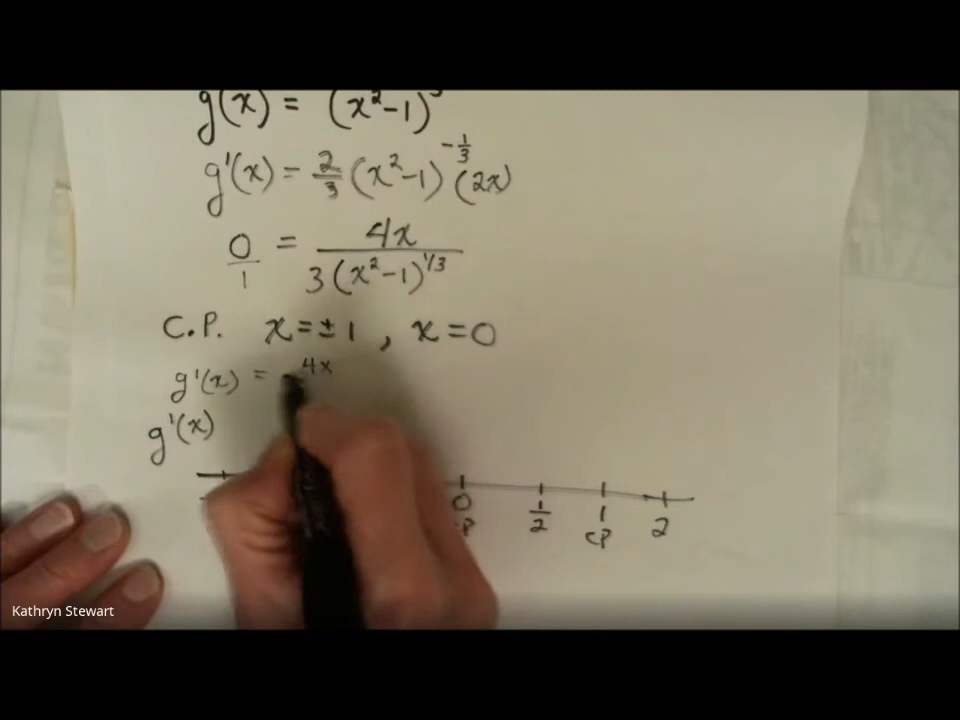 g(x) = (x²-1)
g'(x) = 2/3 (x²-1)^(-1/3) (2x)
0/1 = 4x / 3(x²-1)^(1/3)
C.P. x = ±1 , x = 0
g'(x) = 4x
g'(x)
0 1/2 1 2
CP
Kathryn Stewart